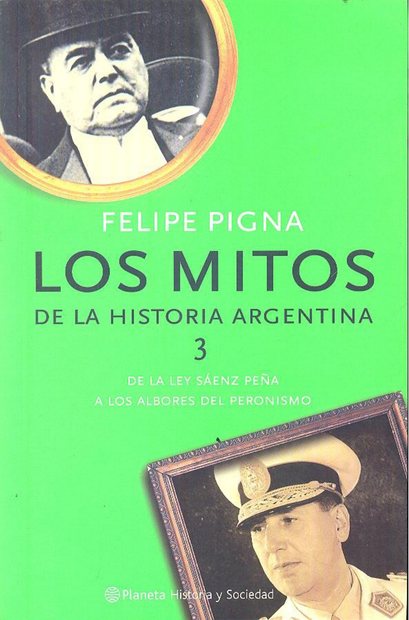 FELIPE PIGNA
LOS MITOS
DE LA HISTORIA ARGENTINA
3
DE LA LEY SÁENZ PEÑA
A LOS ALBORES DEL PERONISMO
Planeta Historia y Sociedad